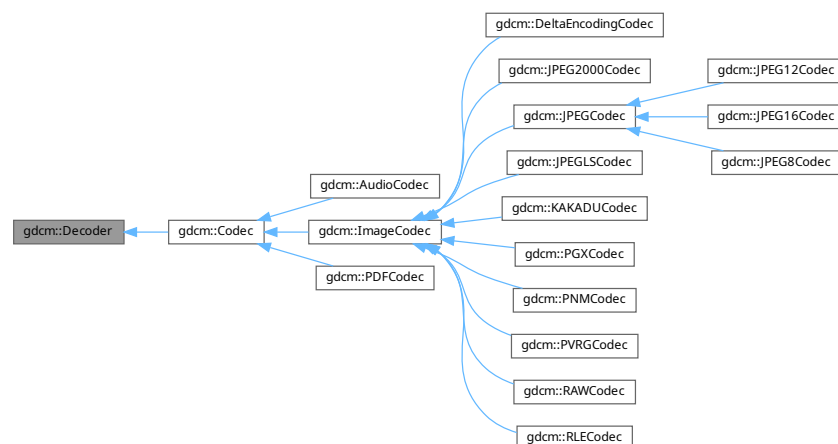 gdcm::DeltaEncodingCodec
gdcm::JPEG2000Codec
gdcm::JPEG12Codec
gdcm::JPEGCodec
gdcm::JPEG16Codec
gdcm::JPEGLSCodec
gdcm::JPEG8Codec
gdcm::AudioCodec
gdcm::KAKADUCodec
gdcm::Decoder
gdcm::Codec
gdcm::ImageCodec
gdcm::PGXCodec
gdcm::PDFCodec
gdcm::PNMCodec
gdcm::PVRGCodec
gdcm::RAWCodec
gdcm::RLECodec